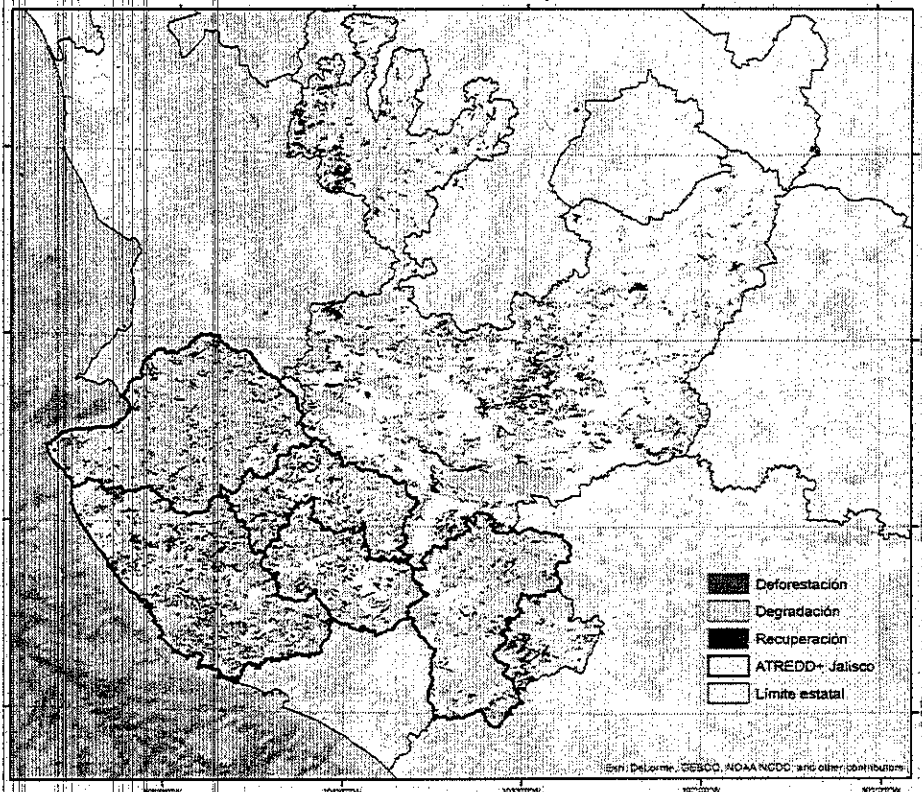 Deforestación
Degradación
Recuperación
ATREDD+ Jalisco
Límite estatal
Esri, DeLorme, GEBCO, NOAA NGDC, and other contributors